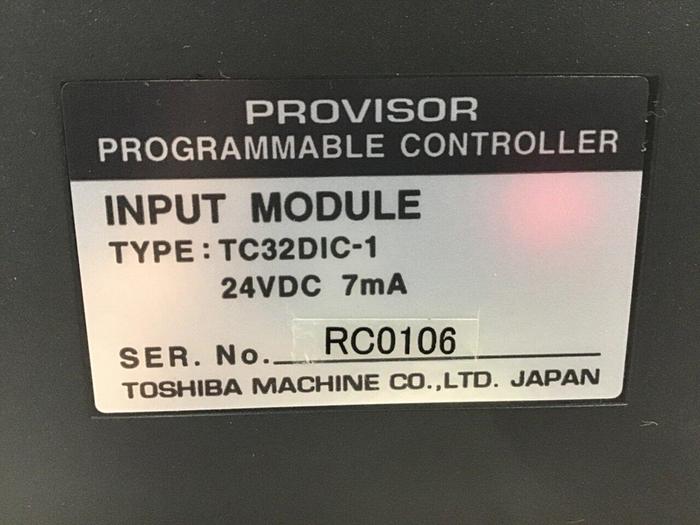 PROVISOR
PROGRAMMABLE CONTROLLER
INPUT MODULE
TYPE: TC32DIC-1
24VDC 7mA
SER. No. RC0106
TOSHIBA MACHINE CO.,LTD. JAPAN